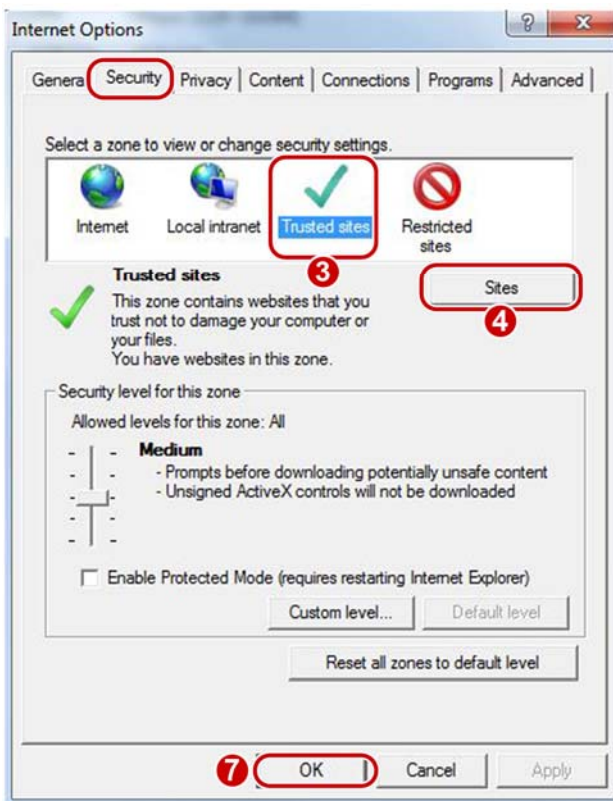 Internet Options
General Security Privacy Content Connections Programs Advanced
Select a zone to view or change security settings.
Internet Local intranet Trusted sites Restricted sites
3
Trusted sites
Sites
4
This zone contains websites that you
trust not to damage your computer or
your files.
You have websites in this zone.
Security level for this zone
Allowed levels for this zone: All
Medium
- Prompts before downloading potentially unsafe content
- Unsigned ActiveX controls will not be downloaded
Enable Protected Mode (requires restarting Internet Explorer)
Custom level... Default level
Reset all zones to default level
7 OK Cancel Apply